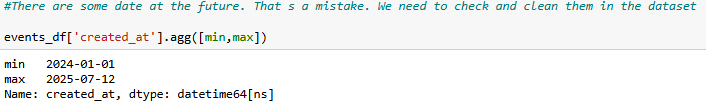 #There are some date at the future. That s a mistake. We need to check and clean them in the dataset
events_df['created_at'].agg([min,max])
min   2024-01-01
max   2025-07-12
Name: created_at, dtype: datetime64[ns]